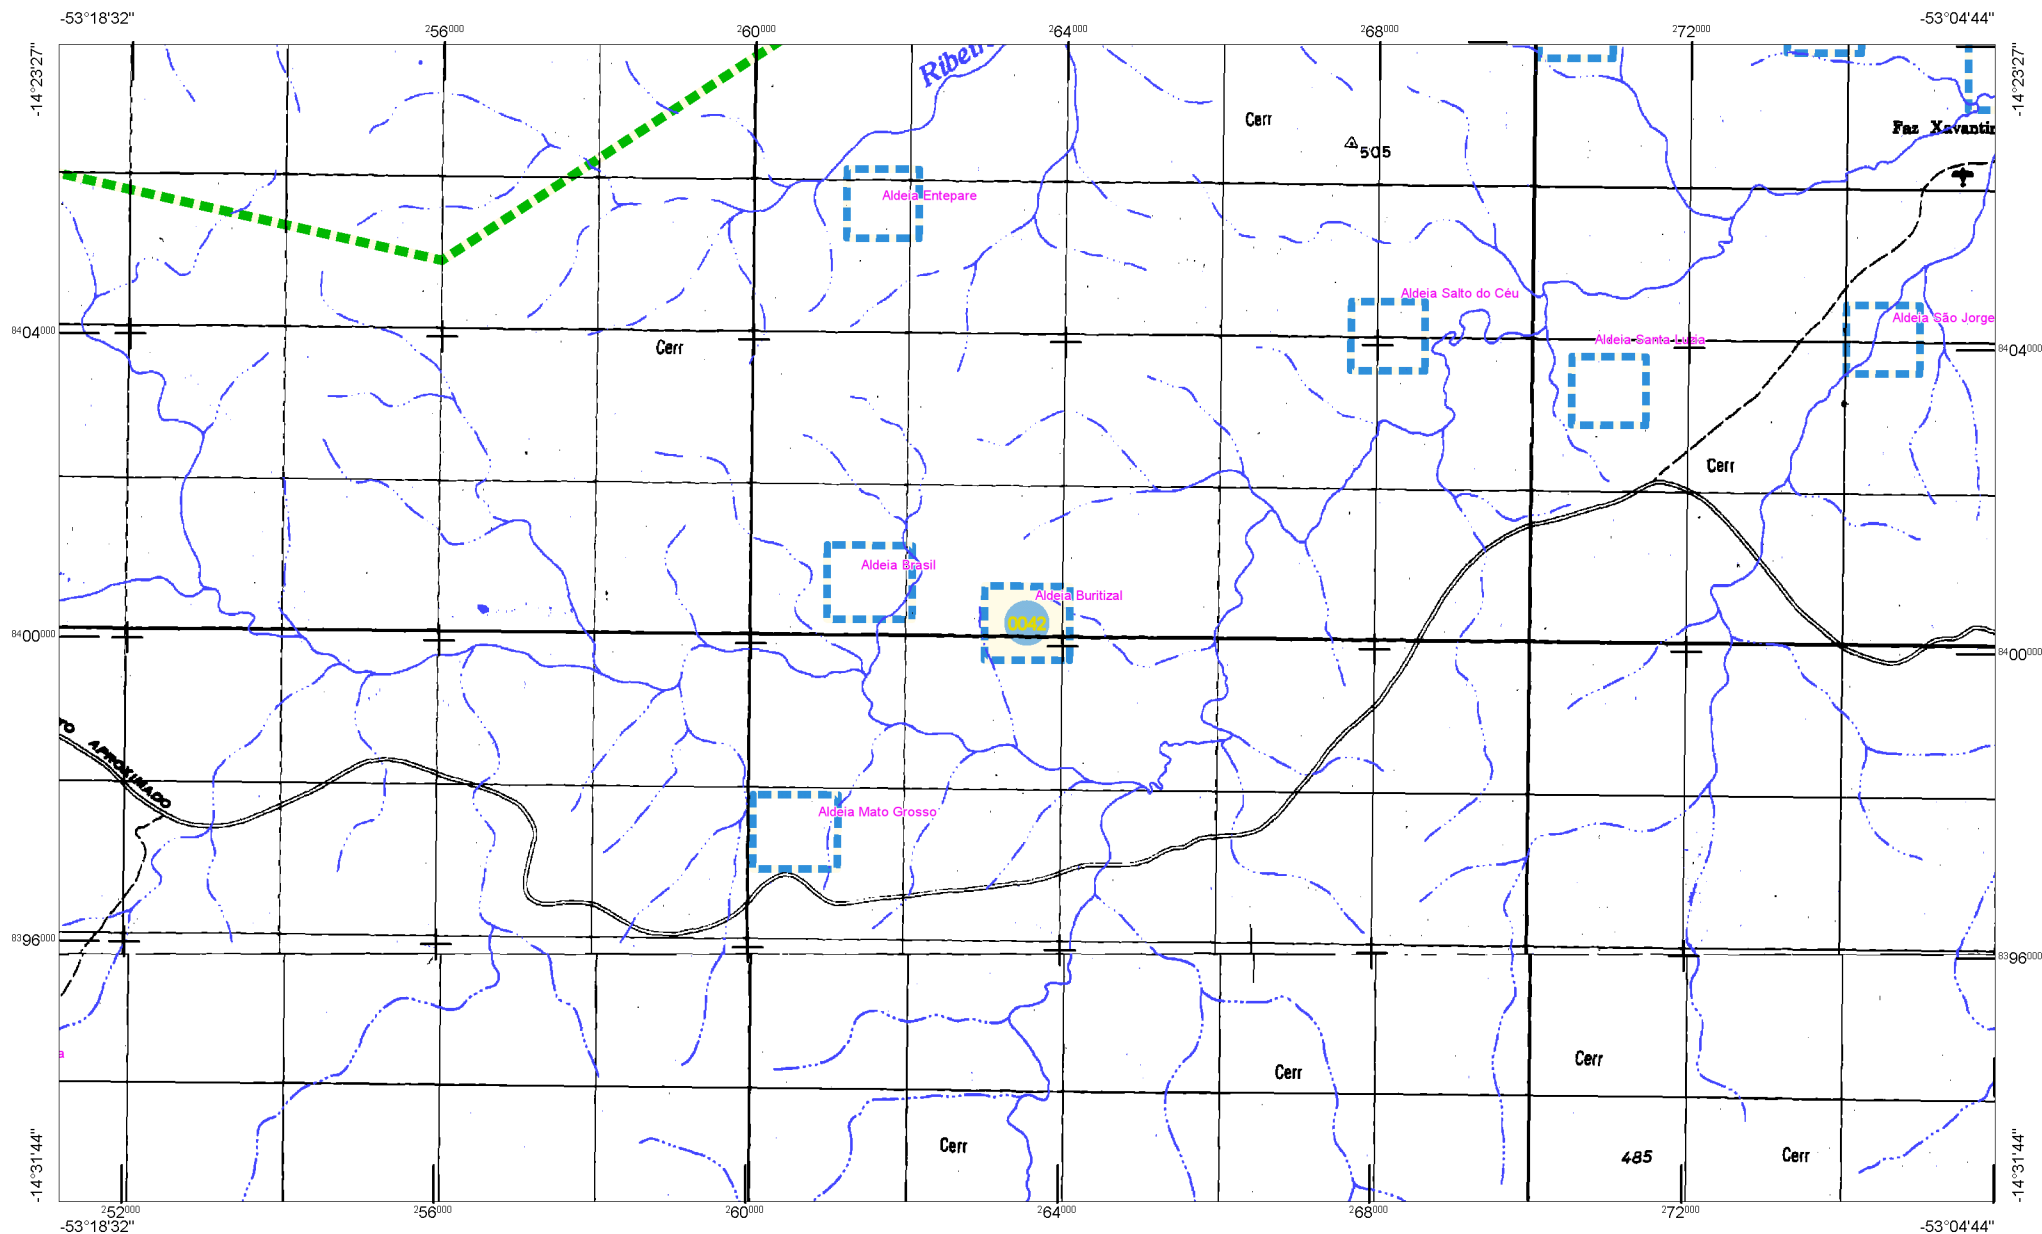 -53°18'32"
-53°04'44"
256000
260000
264000
268000
272000
-14°23'27"
-14°23'27"
Cerr
505
Faz Xavantin
Aldeia Entepare
Aldeia Salto do Céu
Aldeia São Jorge
8404000
Aldeia Santa Luzia
8404000
Cerr
Cerr
Aldeia Brasil
Aldeia Buritizal
0042
8400000
8400000
TO APROXIMADO
Aldeia Mato Grosso
8396000
8396000
a
Cerr
Cerr
Cerr
485
Cerr
-14°31'44"
-14°31'44"
252000
256000
260000
264000
268000
272000
-53°18'32"
-53°04'44"